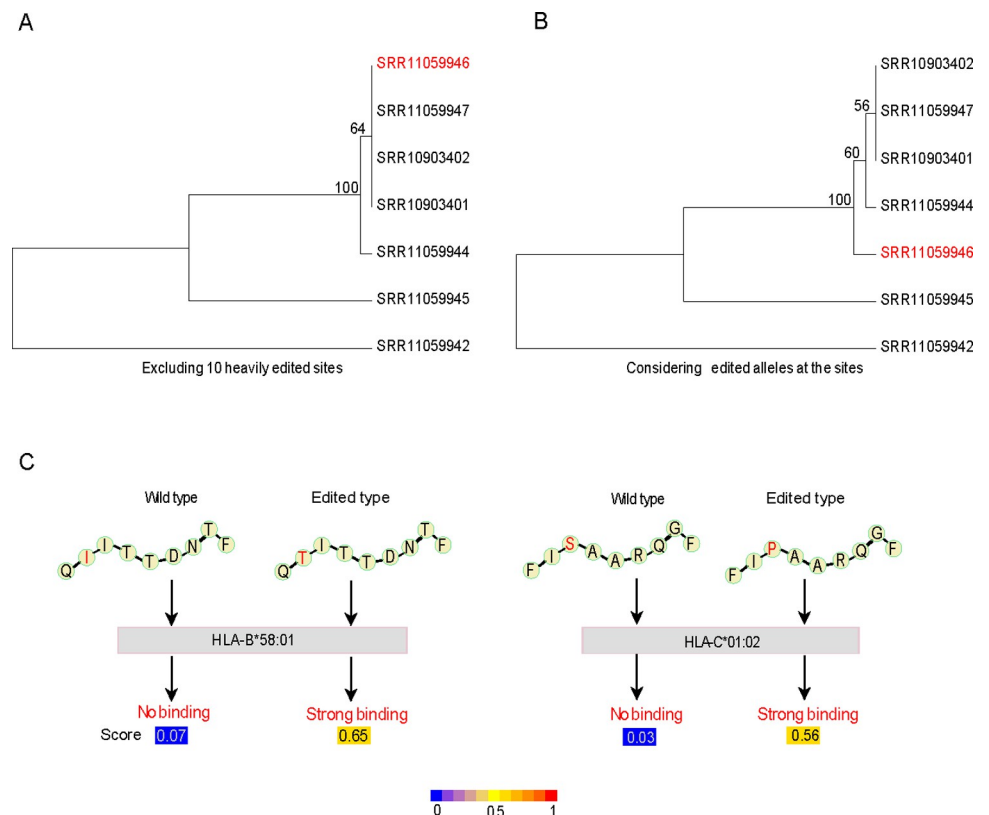 A
SRR11059946
SRR11059947
SRR10903402
SRR10903401
SRR11059944
SRR11059945
SRR11059942
64
100
Excluding 10 heavily edited sites
B
SRR10903402
SRR11059947
SRR10903401
SRR11059944
SRR11059946
SRR11059945
SRR11059942
56
60
100
Considering edited alleles at the sites
C
Wild type
Edited type
Wild type
Edited type
Q I I T T D N T F
Q T I T T D N T F
F I S A A R Q G F
F I P A A R Q G F
HLA-B*58:01
HLA-C*01:02
No binding
Strong binding
No binding
Strong binding
Score 0.07
0.65
0.03
0.56
0 0.5 1